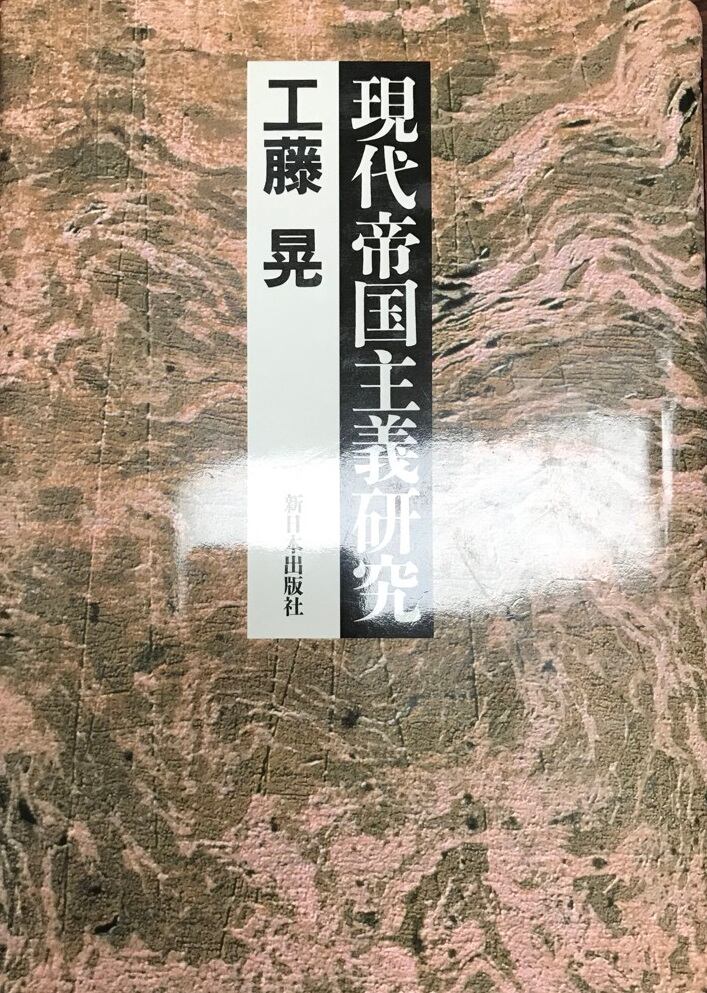 現代帝国主義研究
工藤 晃
新日本出版社